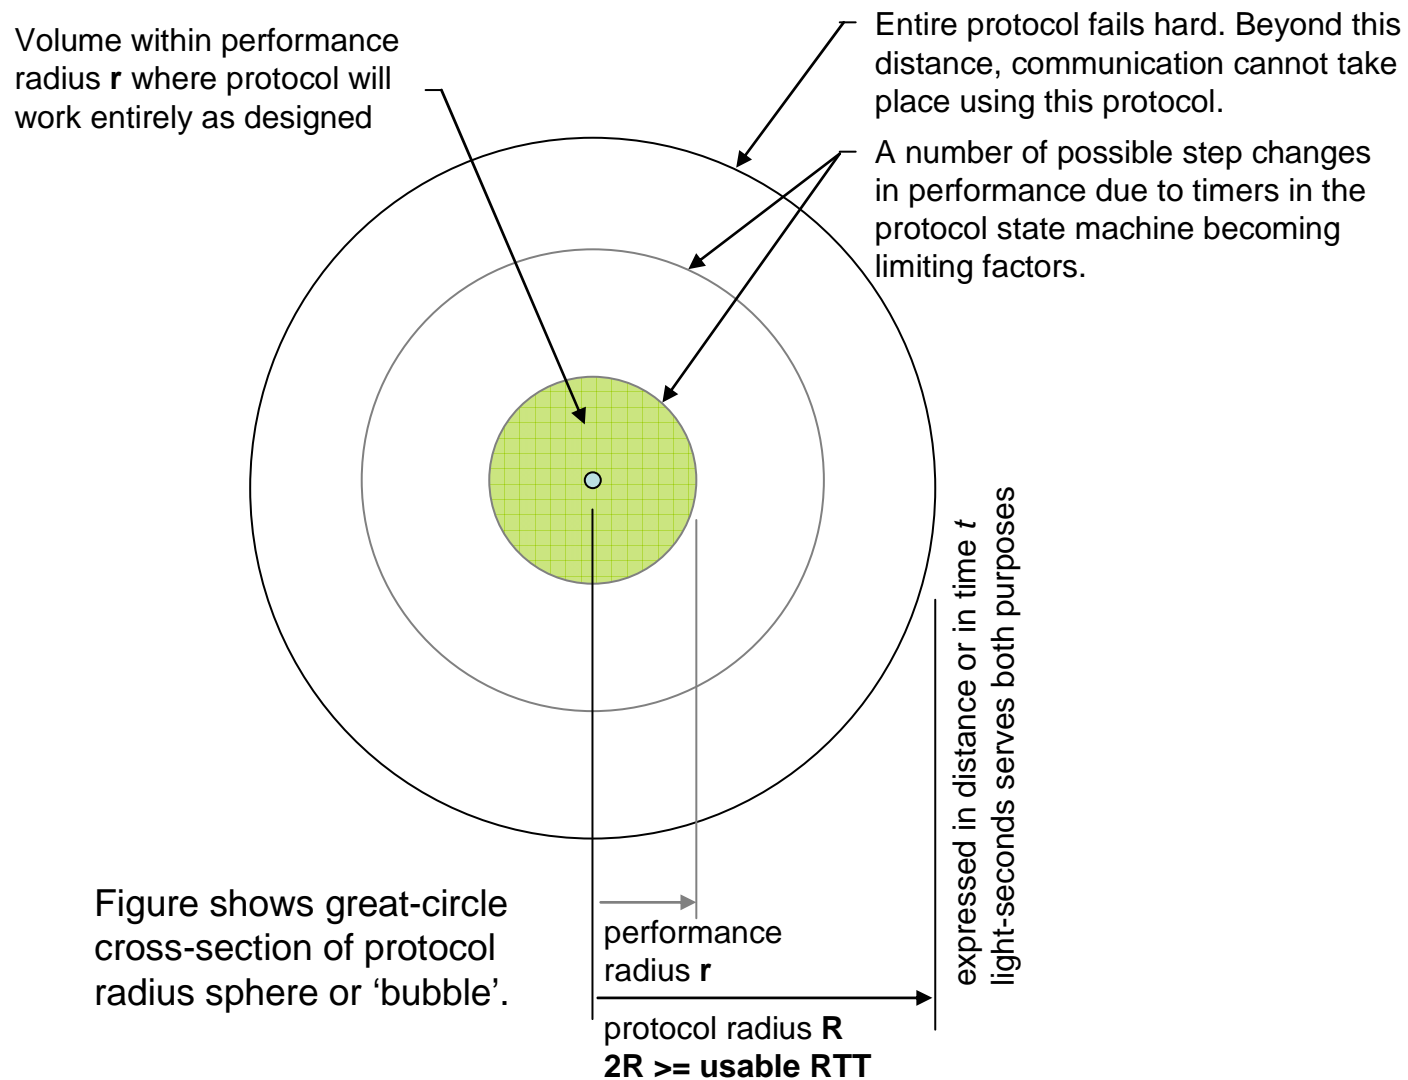 Volume within performance
radius r where protocol will
work entirely as designed
Entire protocol fails hard. Beyond this
distance, communication cannot take
place using this protocol.
A number of possible step changes
in performance due to timers in the
protocol state machine becoming
limiting factors.
expressed in distance or in time t
light-seconds serves both purposes
Figure shows great-circle
cross-section of protocol
radius sphere or ‘bubble’.
performance
radius r
protocol radius R
2R >= usable RTT